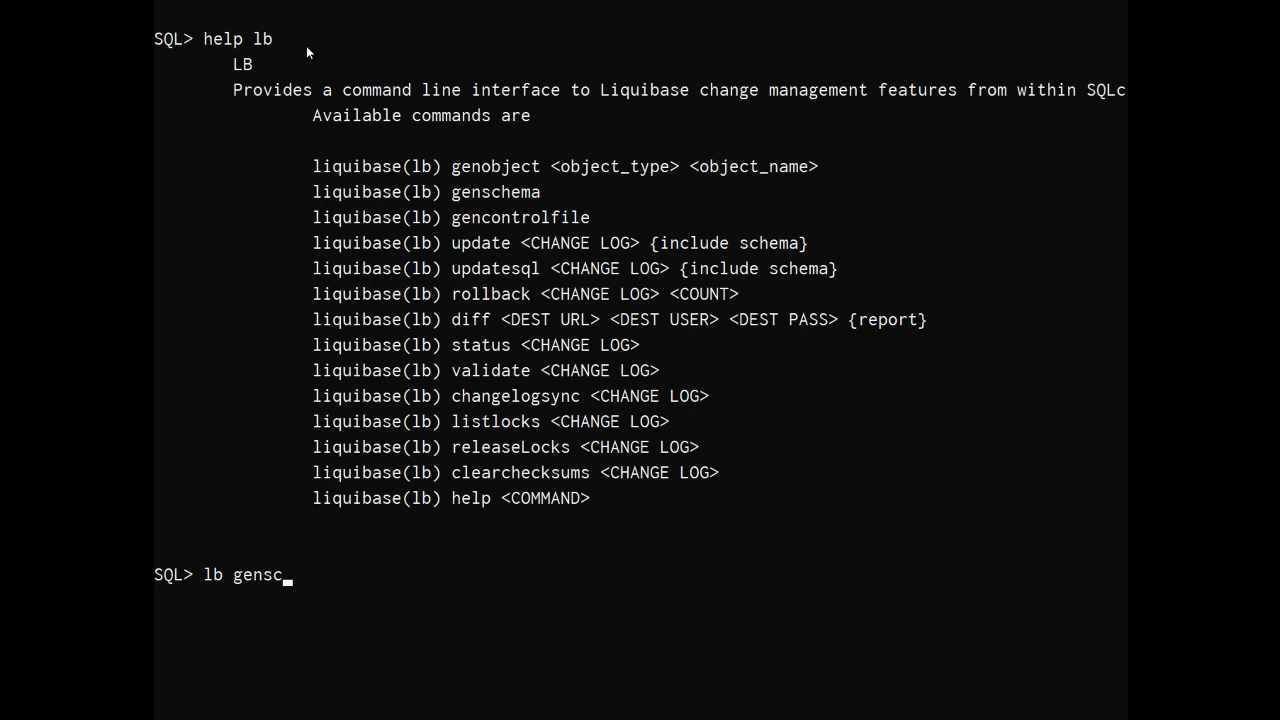 SQL> help lb
LB
Provides a command line interface to Liquibase change management features from within SQLc
Available commands are
liquibase(lb) genobject <object_type> <object_name>
liquibase(lb) genschema
liquibase(lb) gencontrolfile
liquibase(lb) update <CHANGE LOG> {include schema}
liquibase(lb) updatesql <CHANGE LOG> {include schema}
liquibase(lb) rollback <CHANGE LOG> <COUNT>
liquibase(lb) diff <DEST URL> <DEST USER> <DEST PASS> {report}
liquibase(lb) status <CHANGE LOG>
liquibase(lb) validate <CHANGE LOG>
liquibase(lb) changelogsync <CHANGE LOG>
liquibase(lb) listlocks <CHANGE LOG>
liquibase(lb) releaseLocks <CHANGE LOG>
liquibase(lb) clearchecksums <CHANGE LOG>
liquibase(lb) help <COMMAND>
SQL> lb gensc